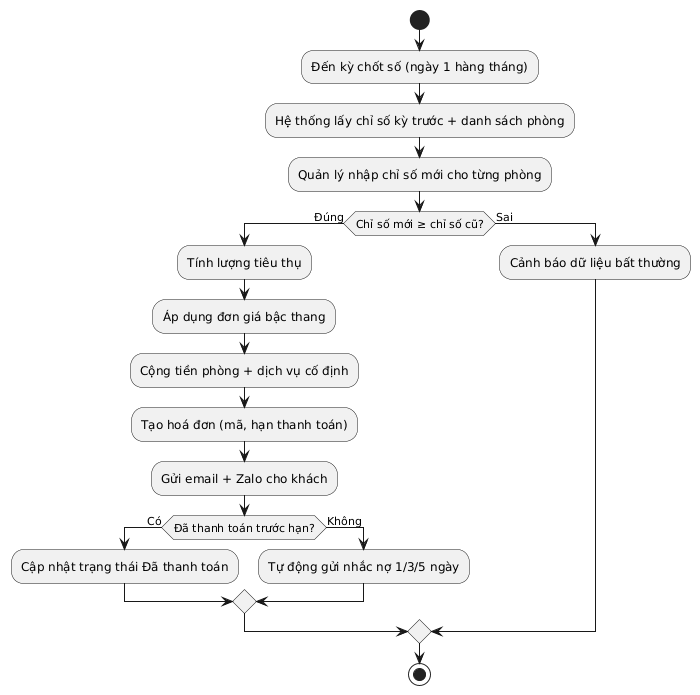 Đến kỳ chốt số (ngày 1 hàng tháng)
Hệ thống lấy chỉ số kỳ trước + danh sách phòng
Quản lý nhập chỉ số mới cho từng phòng
Đúng
Chỉ số mới ≥ chỉ số cũ?
Sai
Tính lượng tiêu thụ
Cảnh báo dữ liệu bất thường
Áp dụng đơn giá bậc thang
Cộng tiền phòng + dịch vụ cố định
Tạo hoá đơn (mã, hạn thanh toán)
Gửi email + Zalo cho khách
Có
Đã thanh toán trước hạn?
Không
Cập nhật trạng thái Đã thanh toán
Tự động gửi nhắc nợ 1/3/5 ngày